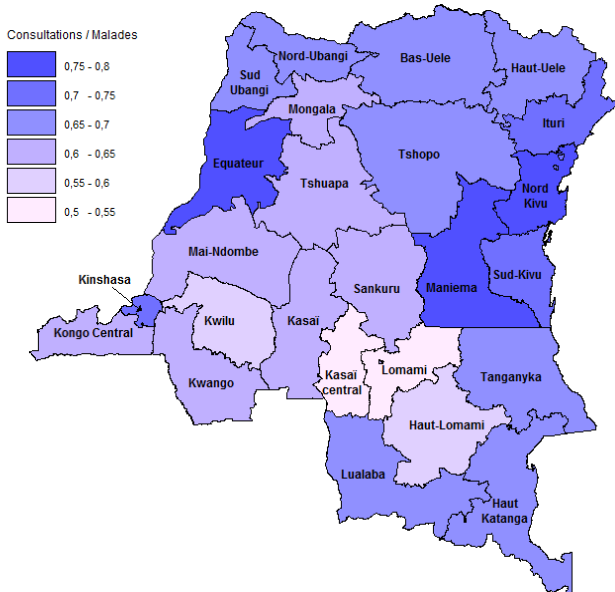 Consultations / Malades
0,75 - 0,8
0,7 - 0,75
0,65 - 0,7
0,6 - 0,65
0,55 - 0,6
0,5 - 0,55
Nord-Ubangi
Bas-Uele
Haut-Uele
Sud
Ubangi
Mongala
Ituri
Equateur
Tshopo
Tshuapa
Nord
Kivu
Mai-Ndombe
Sud-Kivu
Kinshasa
Sankuru
Maniema
Kongo Central
Kwilu
Kasaï
Kwango
Kasaï
central
Lomami
Tanganyka
Haut-Lomami
Lualaba
Haut
Katanga